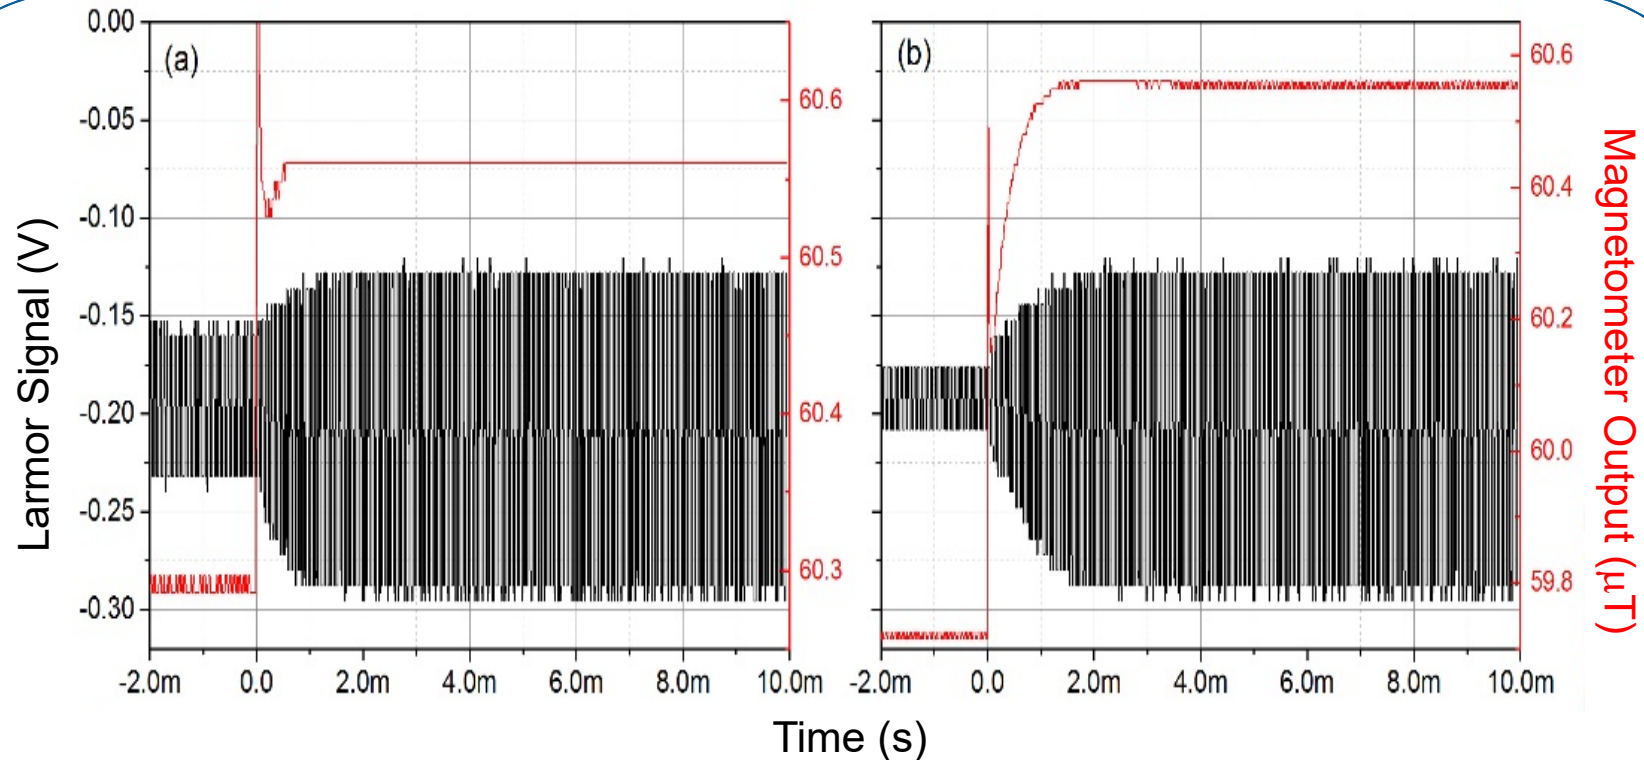 (a)
(b)
0.00
-0.05
-0.10
-0.15
-0.20
-0.25
-0.30
Larmor Signal (V)
60.6
60.5
60.4
60.3
60.6
60.4
60.2
60.0
59.8
Magnetometer Output (μT)
-2.0m 0.0 2.0m 4.0m 6.0m 8.0m 10.0m
-2.0m 0.0 2.0m 4.0m 6.0m 8.0m 10.0m
Time (s)